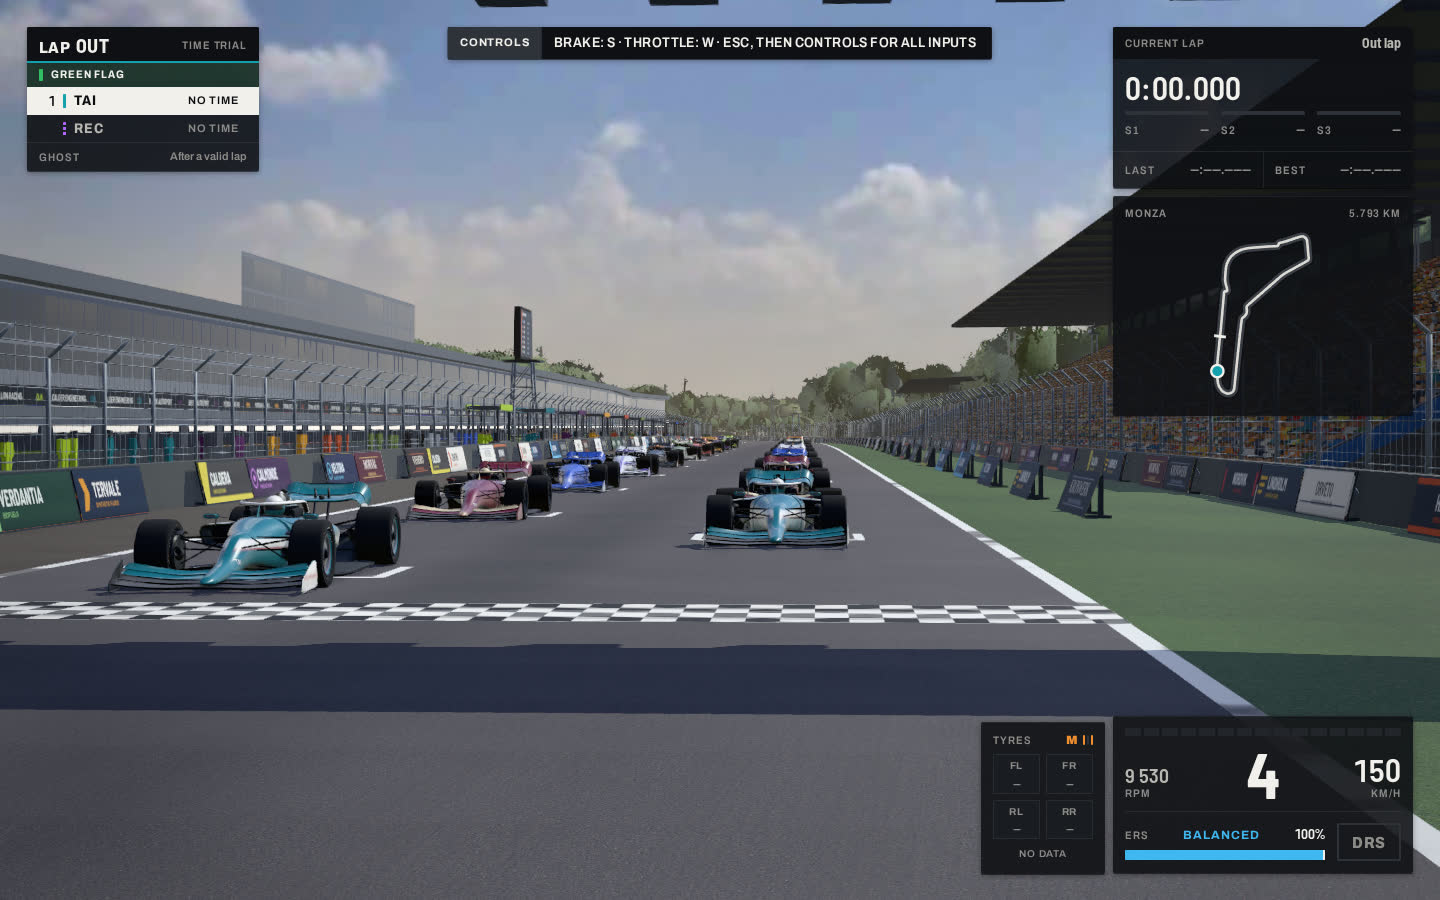 LAP OUT TIME TRIAL
GREEN FLAG
1 TAI NO TIME
REC NO TIME
GHOST After a valid lap
CONTROLS BRAKE: S · THROTTLE: W · ESC, THEN CONTROLS FOR ALL INPUTS
CURRENT LAP Out lap
0:00.000
S1 — S2 — S3 —
LAST —:——.——— BEST —:——.———
MONZA 5.793 KM
VERDANTIA
TERVALE
CALDERA
CALMONDE
TYRES M
FL FR
— —
RL RR
— —
NO DATA
9 530 4 150
RPM KM/H
ERS BALANCED 100% DRS